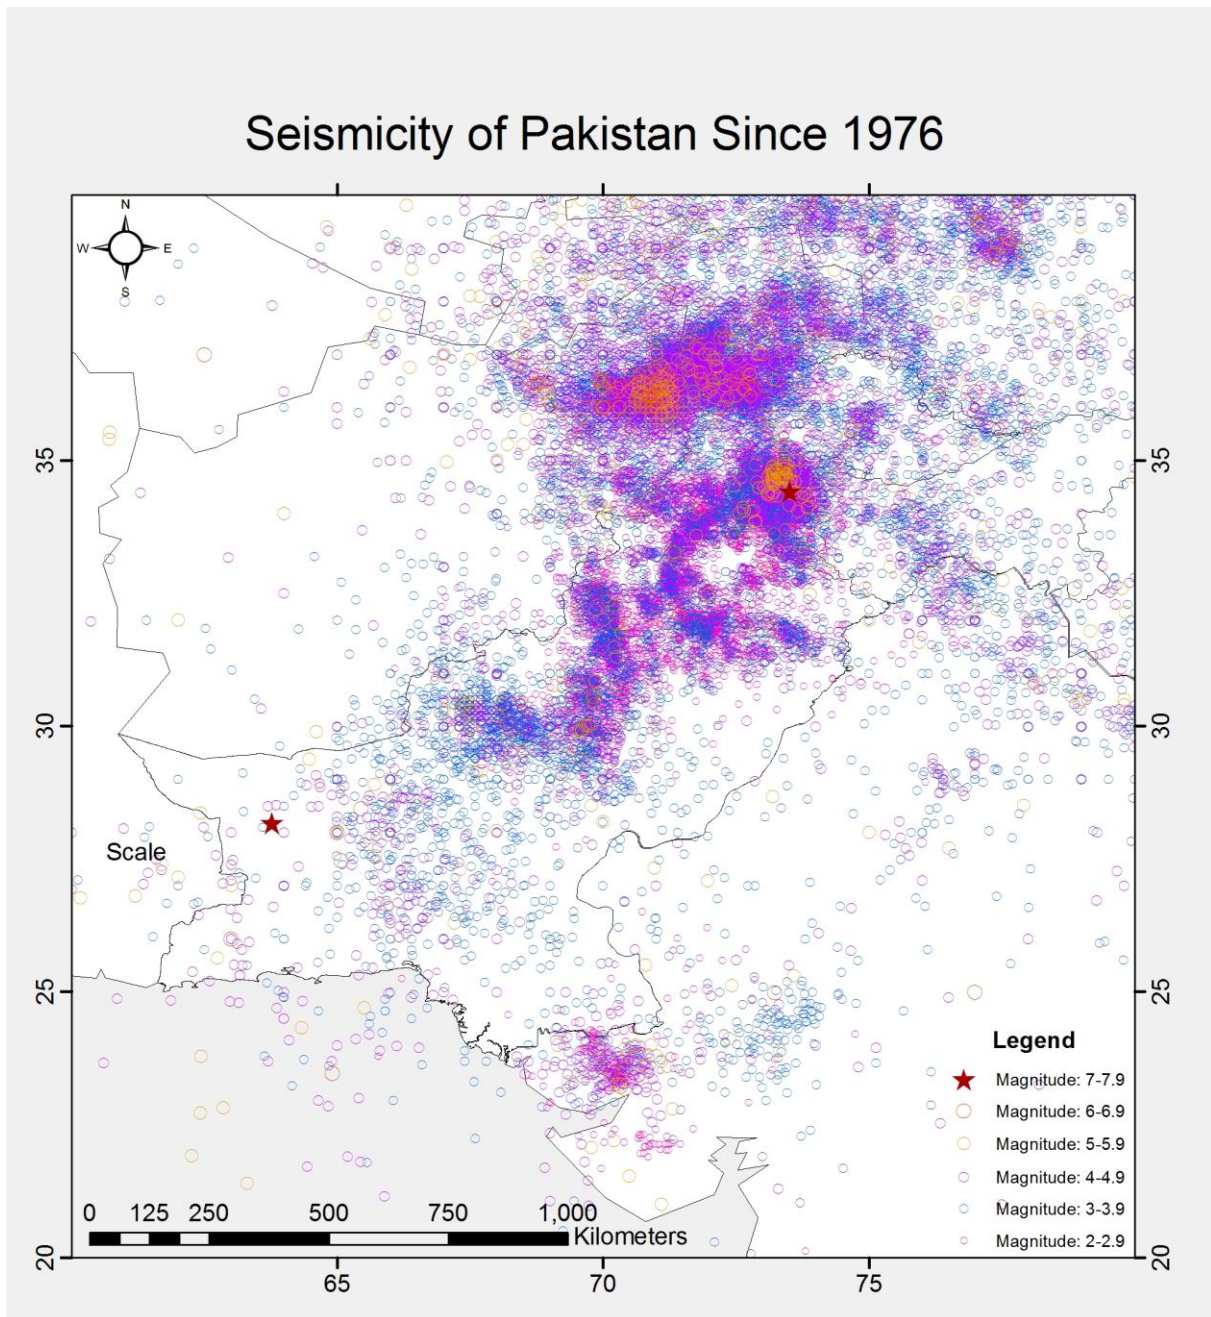 Seismicity of Pakistan Since 1976
N
W E
S
35 35
30 30
Scale
25 25
Legend
Magnitude: 7-7.9
Magnitude: 6-6.9
Magnitude: 5-5.9
Magnitude: 4-4.9
Magnitude: 3-3.9
Magnitude: 2-2.9
0 125 250 500 750 1,000
Kilometers
20 20
65 70 75